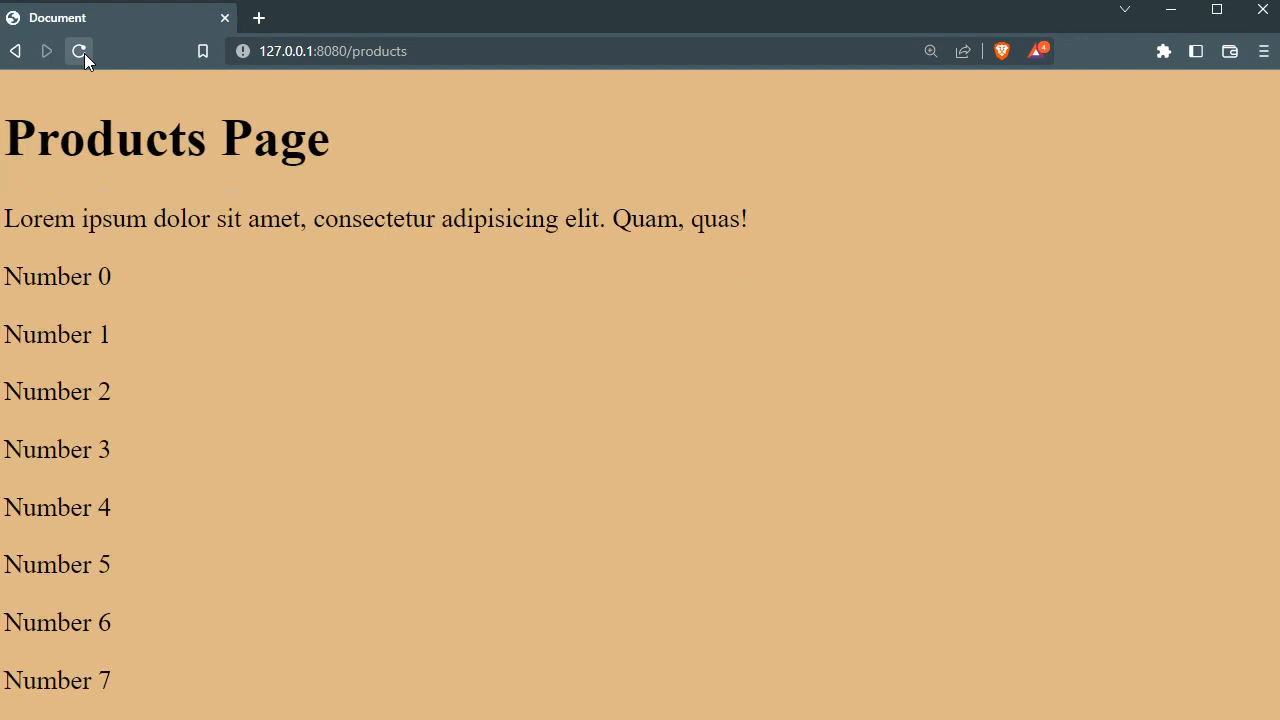 Document
127.0.0.1:8080/products
4
Products Page
Lorem ipsum dolor sit amet, consectetur adipisicing elit. Quam, quas!
Number 0
Number 1
Number 2
Number 3
Number 4
Number 5
Number 6
Number 7